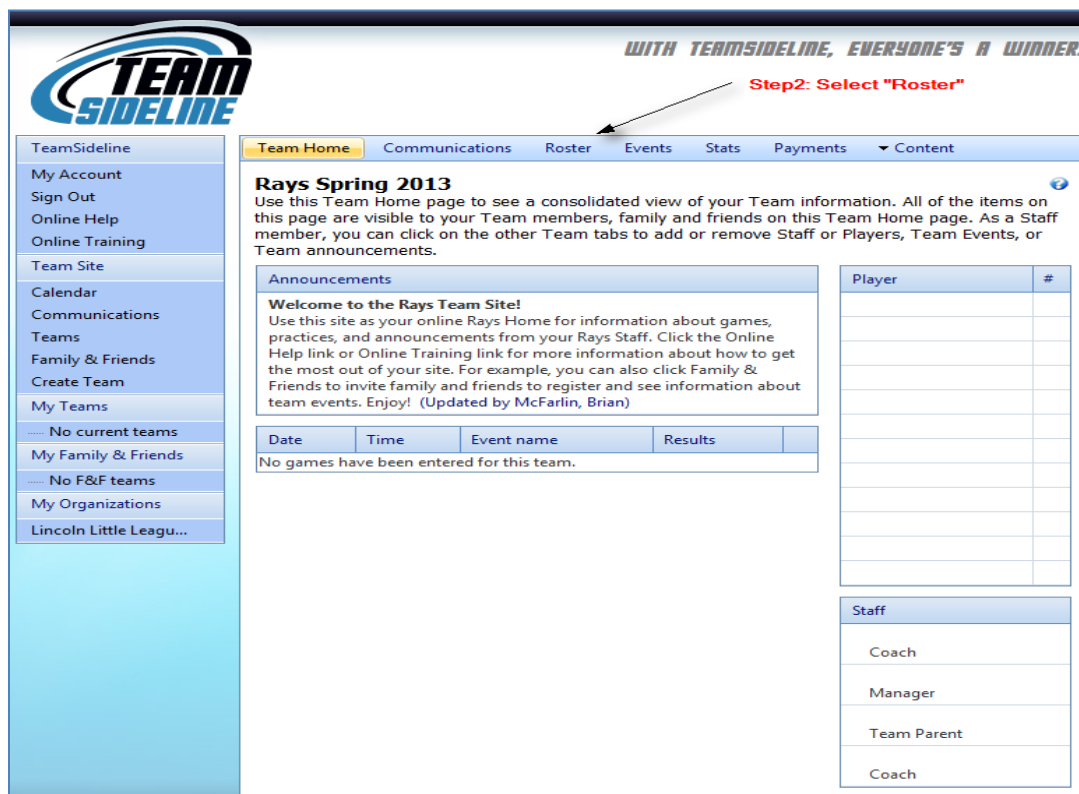 WITH TEAMSIDELINE, EVERYONE'S A WINNER
TEAM
SIDELINE
Step2: Select "Roster"
TeamSideline
My Account
Sign Out
Online Help
Online Training
Team Site
Calendar
Communications
Teams
Family & Friends
Create Team
My Teams
No current teams
My Family & Friends
No F&F teams
My Organizations
Lincoln Little Leagu...
Team Home Communications Roster Events Stats Payments Content
Rays Spring 2013
Use this Team Home page to see a consolidated view of your Team information. All of the items on
this page are visible to your Team members, family and friends on this Team Home page. As a Staff
member, you can click on the other Team tabs to add or remove Staff or Players, Team Events, or
Team announcements.
Announcements
Welcome to the Rays Team Site!
Use this site as your online Rays Home for information about games,
practices, and announcements from your Rays Staff. Click the Online
Help link or Online Training link for more information about how to get
the most out of your site. For example, you can also click Family &
Friends to invite family and friends to register and see information about
team events. Enjoy! (Updated by McFarlin, Brian)
Date Time Event name Results
No games have been entered for this team.
Player #
Staff
Coach
Manager
Team Parent
Coach